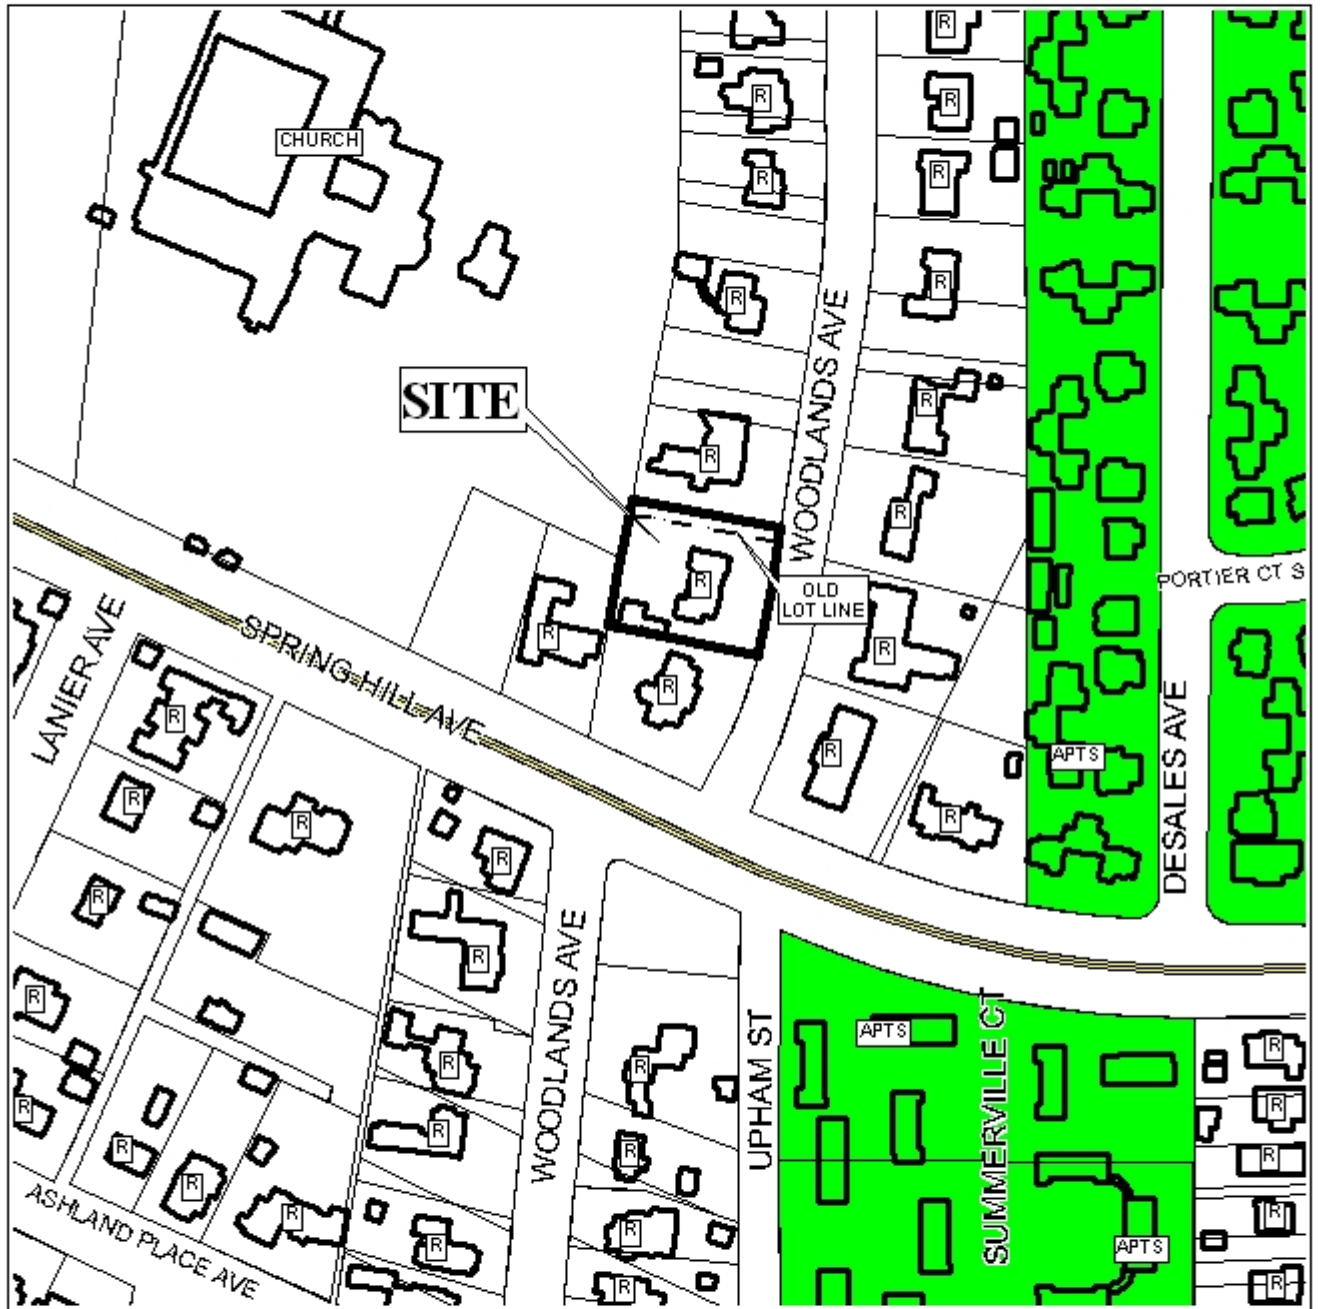 R
R
CHURCH
R
R
R
R
R
R
SITE
WOODLANDS AVE
R
R
R
R
OLD
LOT LINE
PORTIER CT S
LANIER AVE
SPRING HILL AVE
R
R
R
R
R
DESALES AVE
APTS
R
R
R
R
R
WOODLANDS AVE
R
R
APTS
SUMMERVILLE CT
UPHAM ST
R
R
R
R
R
R
R
R
R
R
ASHLAND PLACE AVE
R
R
R
R
R
APTS
R
R